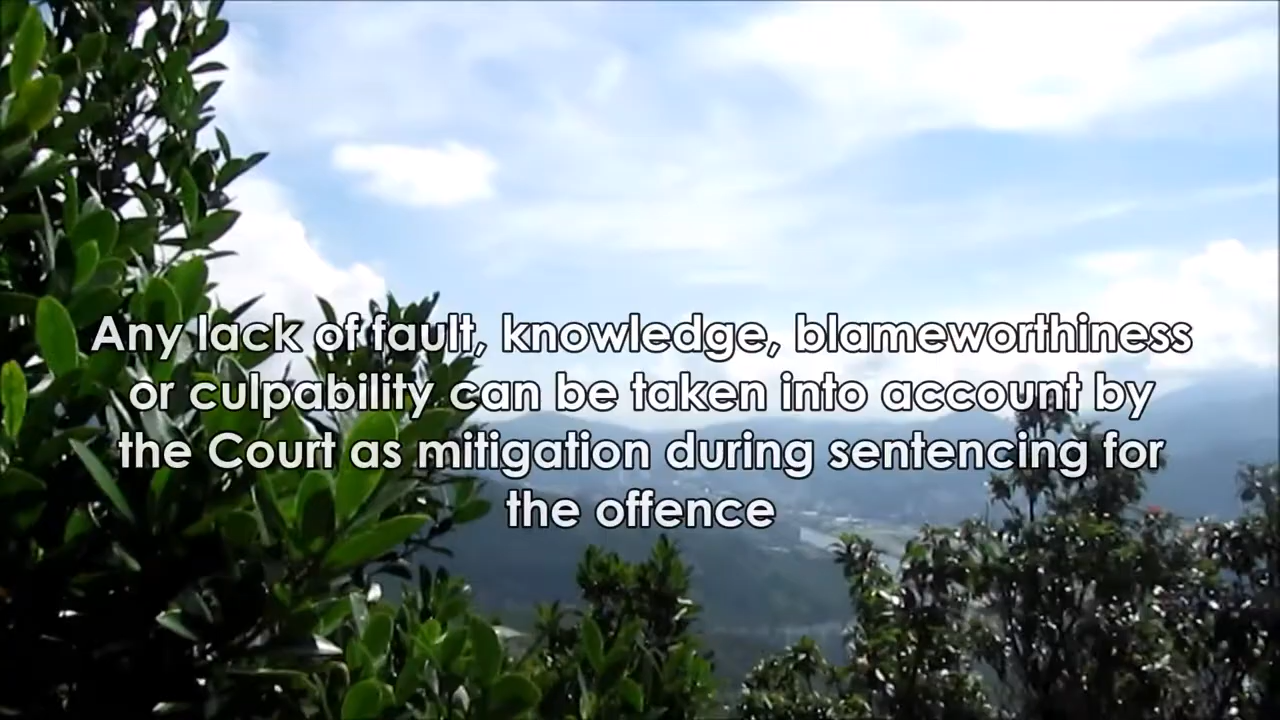 Any lack of fault, knowledge, blameworthiness
or culpability can be taken into account by
the Court as mitigation during sentencing for
the offence